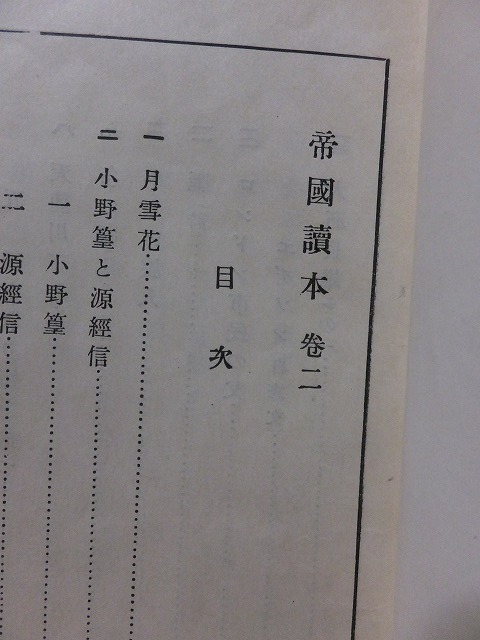 帝國讀本 卷二
目次
一 月雪花………………
二 小野篁と源經信………………
一 小野篁………………
二 源經信………………